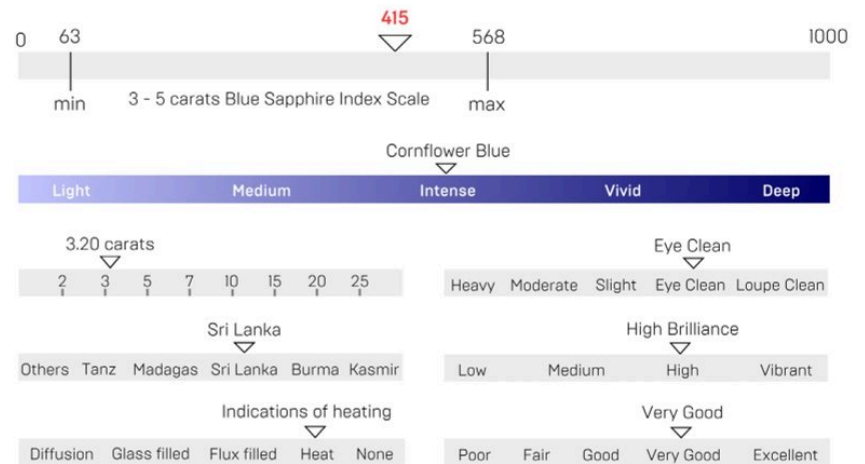 415
0 63 568 1000
min 3 - 5 carats Blue Sapphire Index Scale max
Cornflower Blue
Light Medium Intense Vivid Deep
3.20 carats
2 3 5 7 10 15 20 25
Eye Clean
Heavy Moderate Slight Eye Clean Loupe Clean
Sri Lanka
Others Tanz Madagas Sri Lanka Burma Kasmir
High Brilliance
Low Medium High Vibrant
Indications of heating
Diffusion Glass filled Flux filled Heat None
Very Good
Poor Fair Good Very Good Excellent